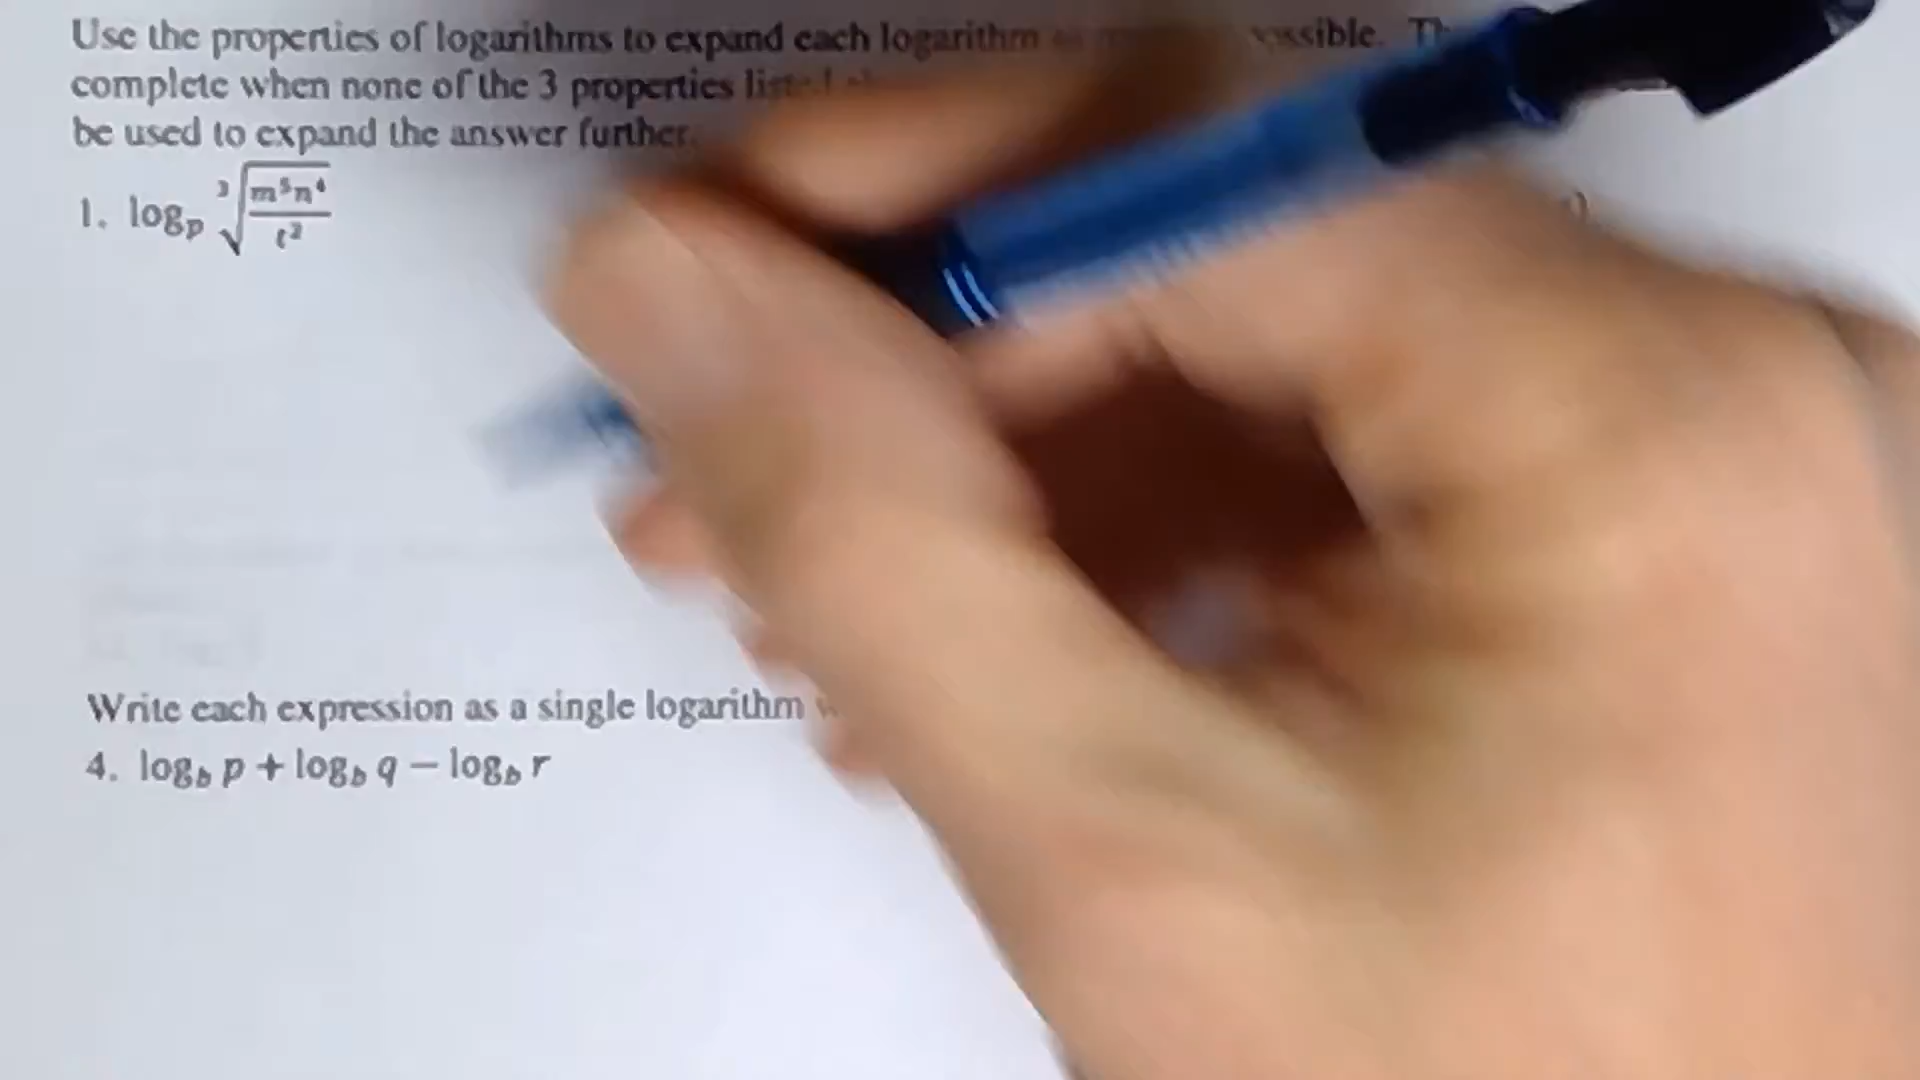 Use the properties of logarithms to expand each logarithm
complete when none of the 3 properties
be used to expand the answer further.
1. log_p ∛(m⁵n⁴/t²)
Write each expression as a single logarithm
4. log_b p + log_b q − log_b r